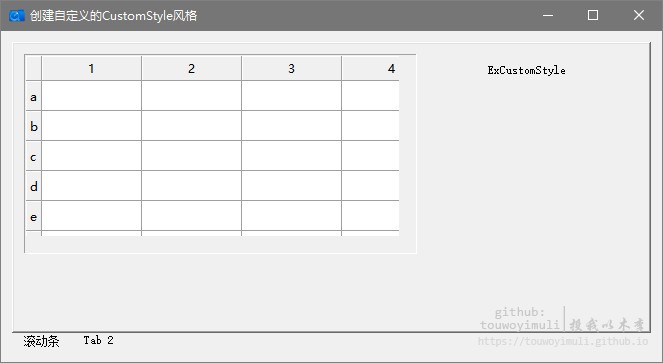 创建自定义的CustomStyle风格
1 2 3 4
ExCustomStyle
a
b
c
d
e
github:
touwoyimuli 投我以木李
https://touwoyimuli.github.io
滚动条 Tab 2